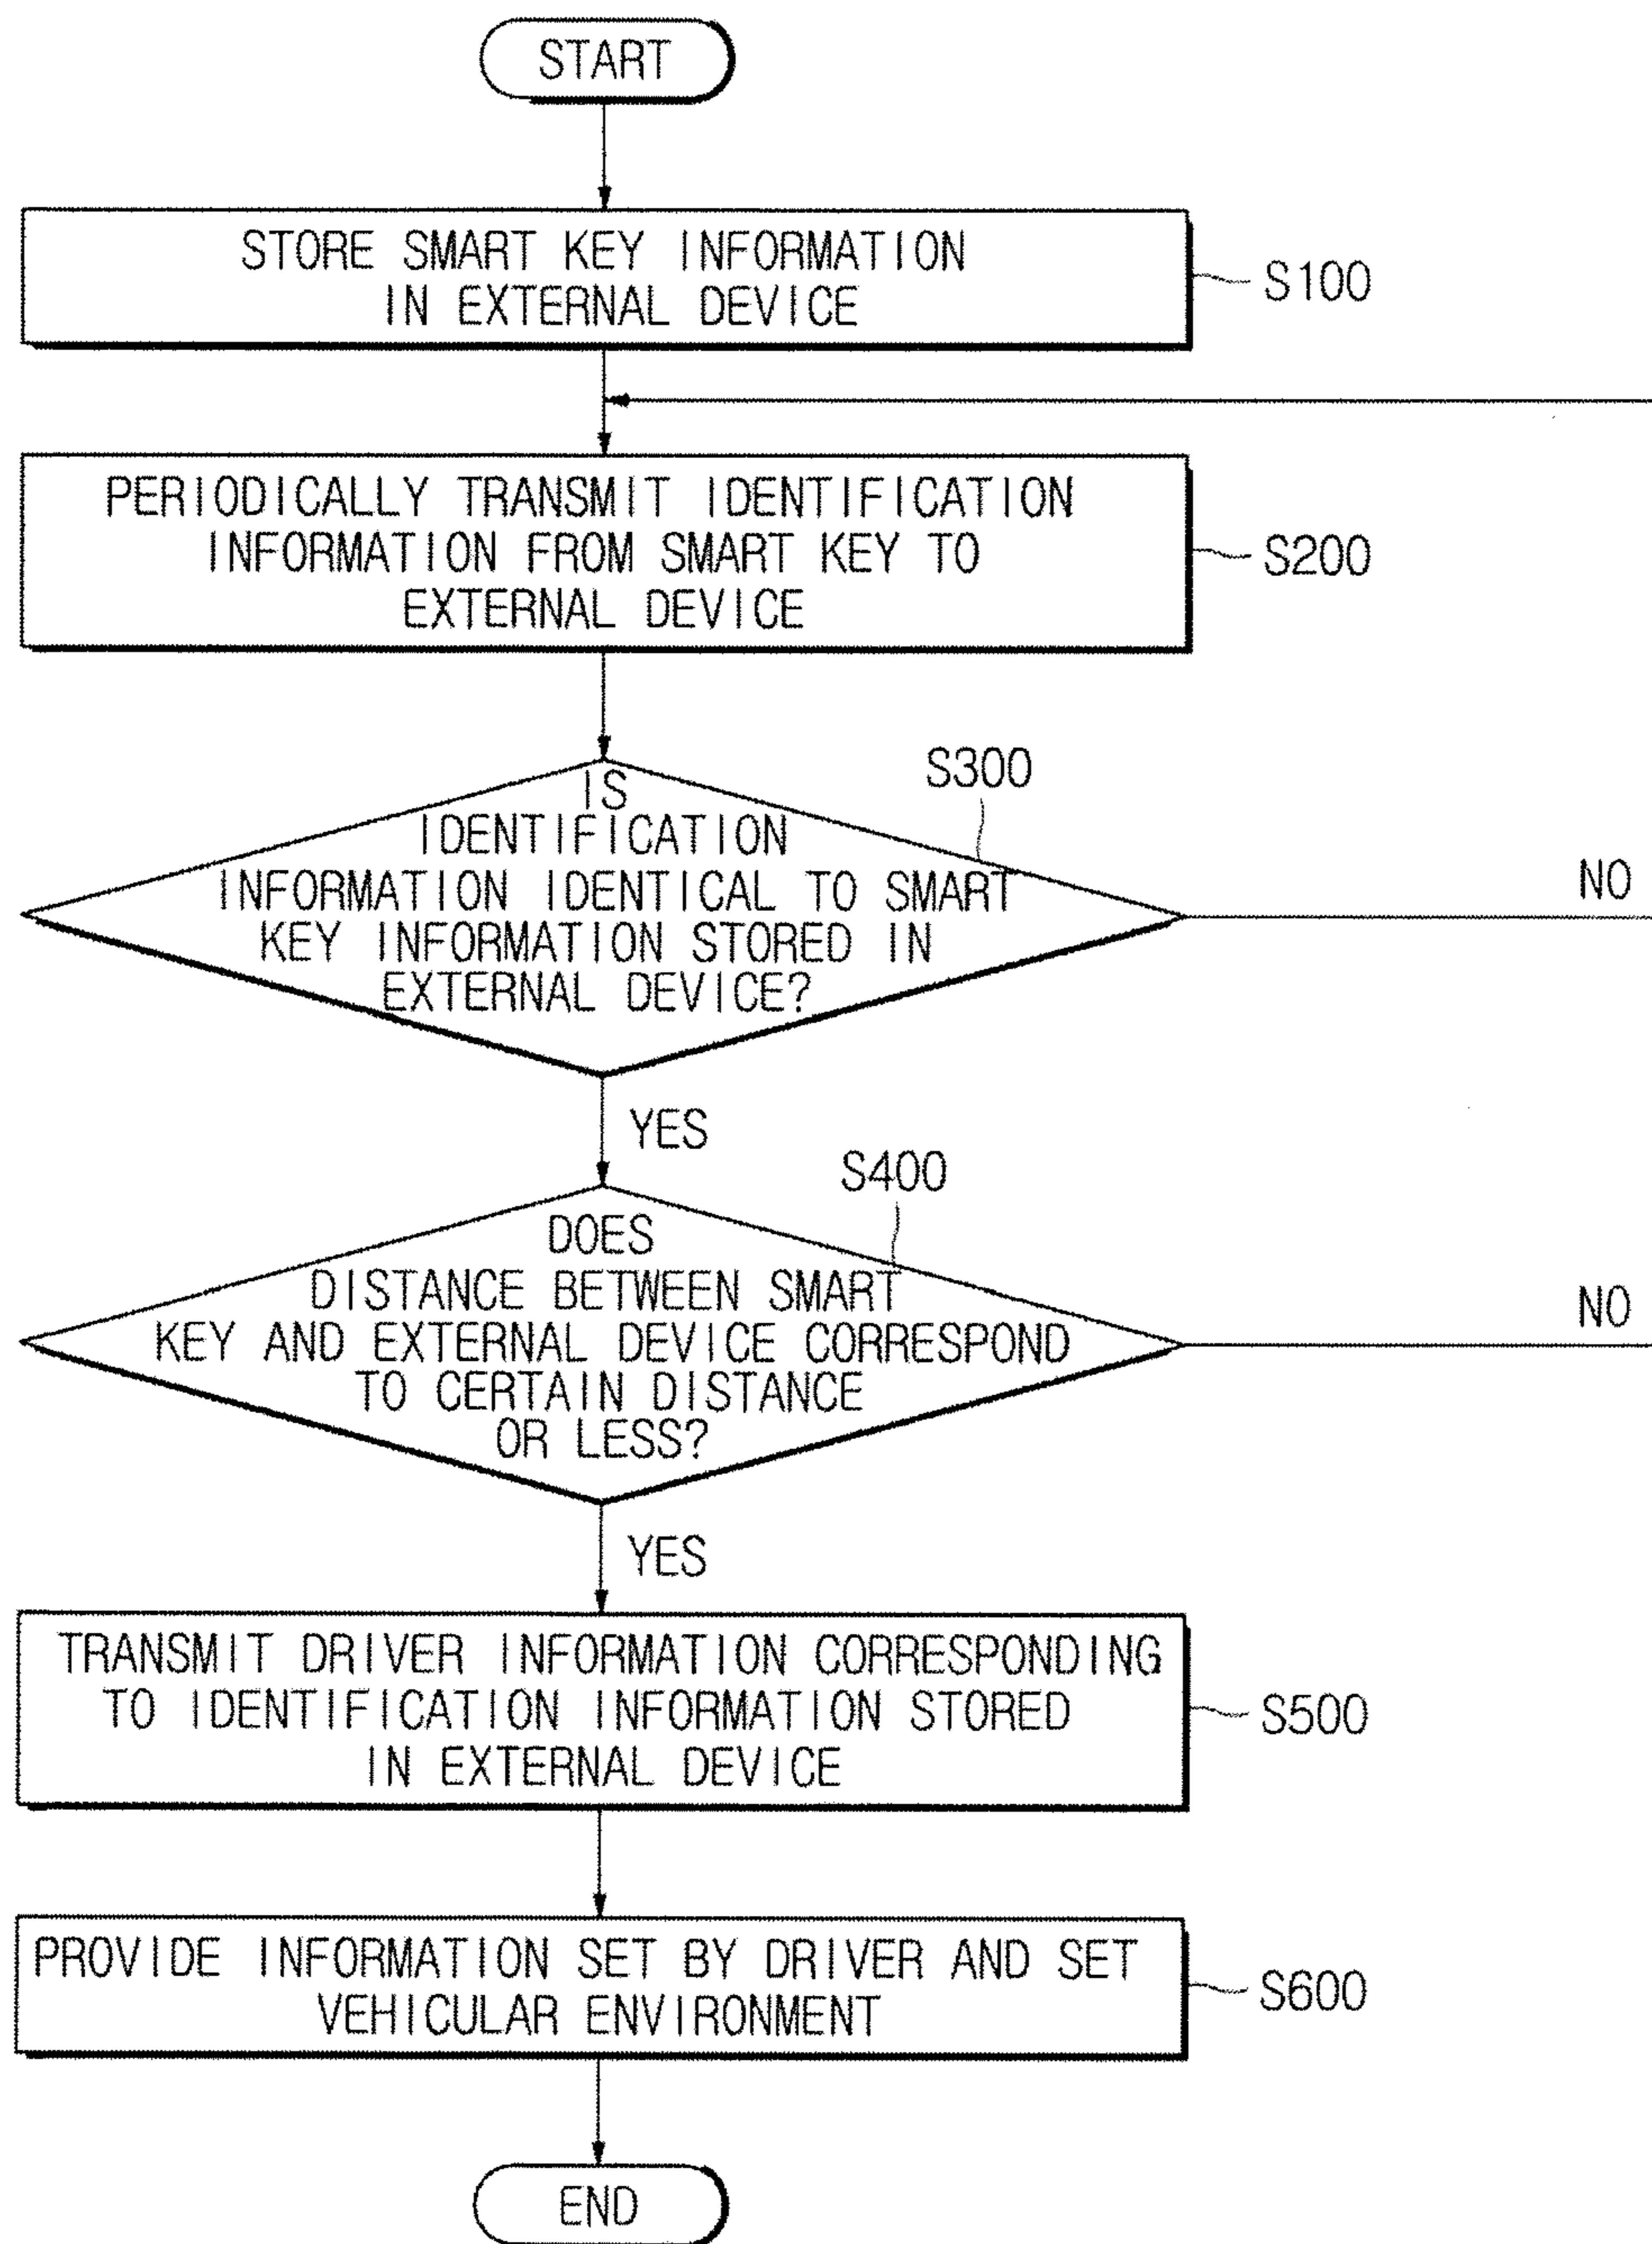 START
STORE SMART KEY INFORMATION
IN EXTERNAL DEVICE
S100
PERIODICALLY TRANSMIT IDENTIFICATION
INFORMATION FROM SMART KEY TO
EXTERNAL DEVICE
S200
S300
IS
IDENTIFICATION
INFORMATION IDENTICAL TO SMART
KEY INFORMATION STORED IN
EXTERNAL DEVICE?
NO
YES
S400
DOES
DISTANCE BETWEEN SMART
KEY AND EXTERNAL DEVICE CORRESPOND
TO CERTAIN DISTANCE
OR LESS?
NO
YES
TRANSMIT DRIVER INFORMATION CORRESPONDING
TO IDENTIFICATION INFORMATION STORED
IN EXTERNAL DEVICE
S500
PROVIDE INFORMATION SET BY DRIVER AND SET
VEHICULAR ENVIRONMENT
S600
END